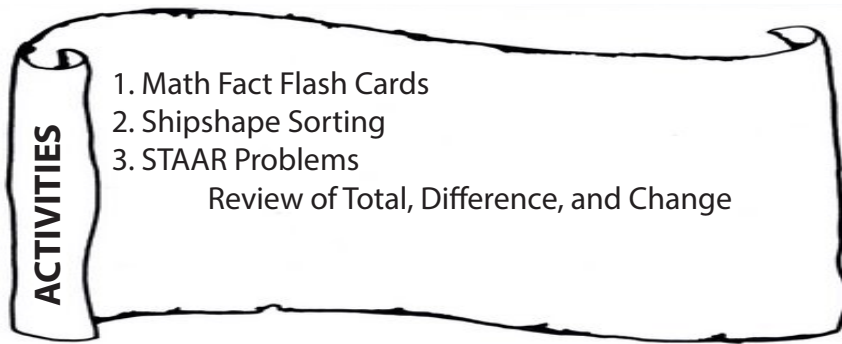 ACTIVITIES
1. Math Fact Flash Cards
2. Shipshape Sorting
3. STAAR Problems
Review of Total, Difference, and Change